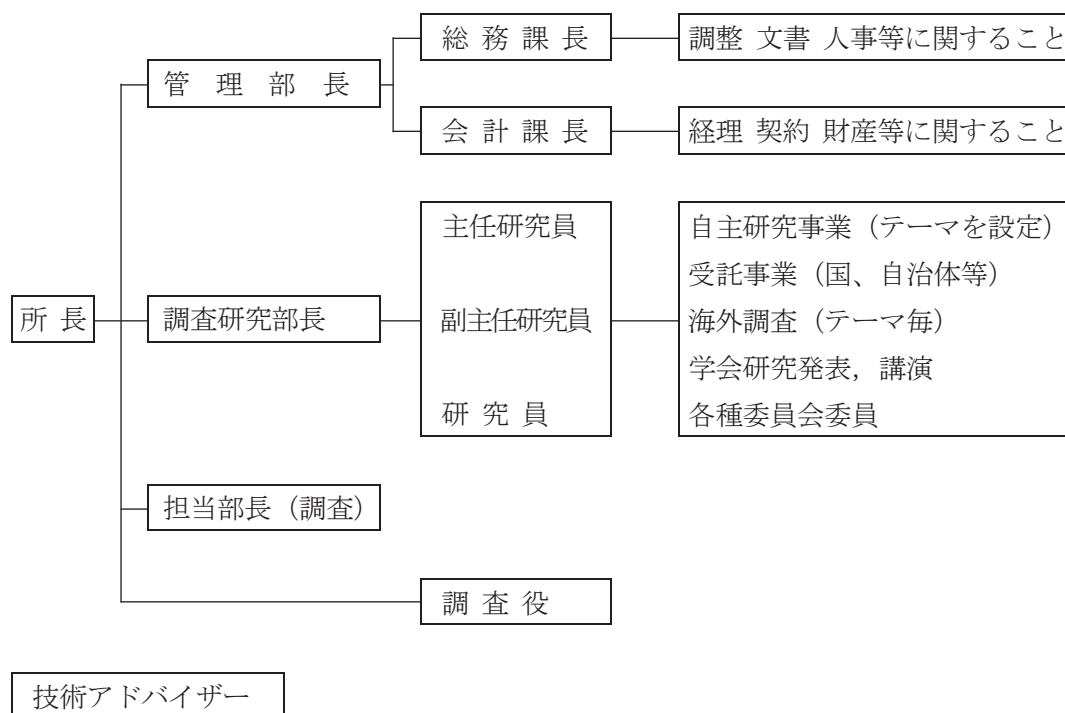 総務課長
調整 文書 人事等に関すること
管理部長
会計課長
経理 契約 財産等に関すること
主任研究員
自主研究事業（テーマを設定）
受託事業（国、自治体等）
所長
調査研究部長
副主任研究員
海外調査（テーマ毎）
学会研究発表，講演
研究員
各種委員会委員
担当部長（調査）
調査役
技術アドバイザー